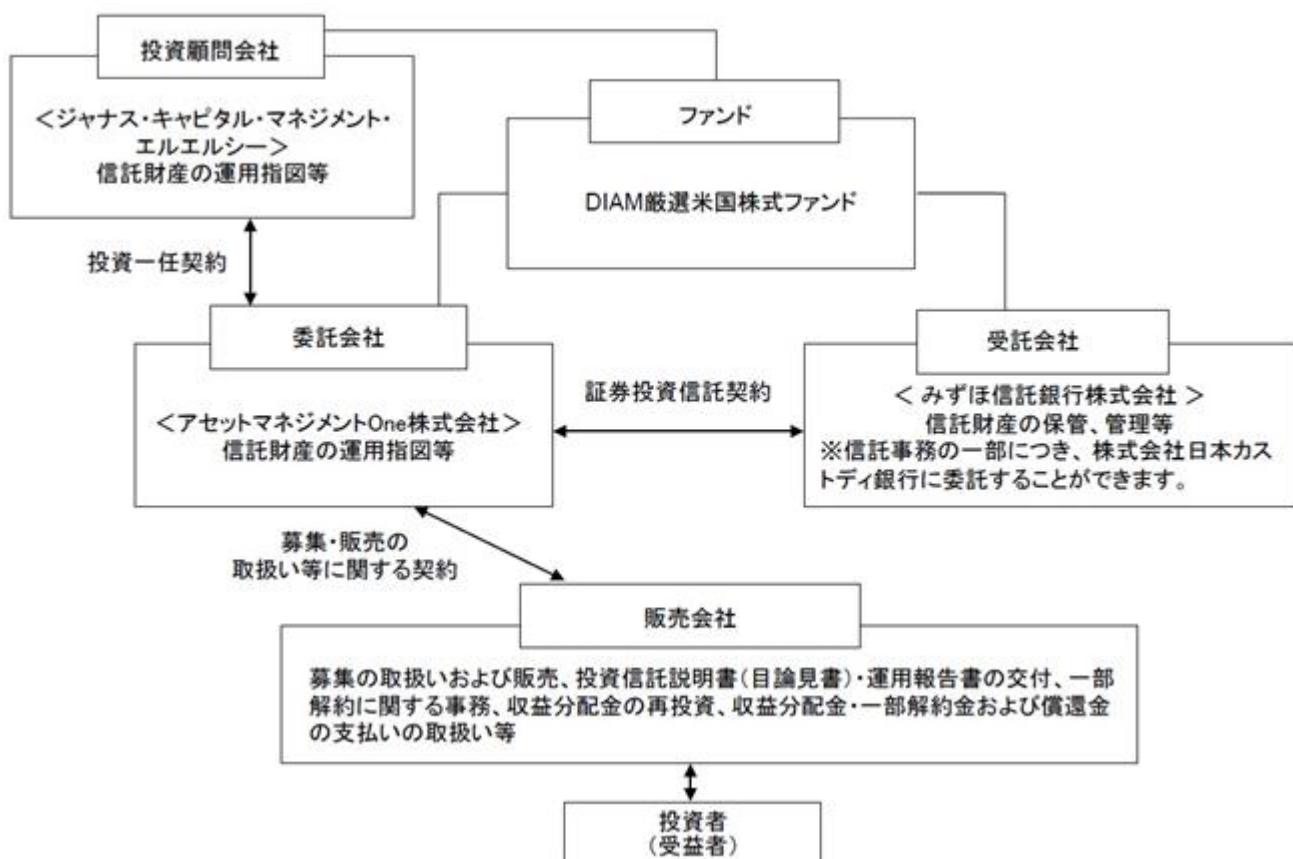 投資顧問会社
<ジャナス・キャピタル・マネジメント・
エルエルシー>
信託財産の運用指図等
ファンド
DIAM厳選米国株式ファンド
投資一任契約
委託会社
<アセットマネジメントOne株式会社>
信託財産の運用指図等
証券投資信託契約
受託会社
< みずほ信託銀行株式会社 >
信託財産の保管、管理等
※信託事務の一部につき、株式会社日本カス
トディ銀行に委託することができます。
募集・販売の
取扱い等に関する契約
販売会社
募集の取扱いおよび販売、投資信託説明書(目論見書)・運用報告書の交付、一部
解約に関する事務、収益分配金の再投資、収益分配金・一部解約金および償還金
の支払いの取扱い等
投資者
(受益者)